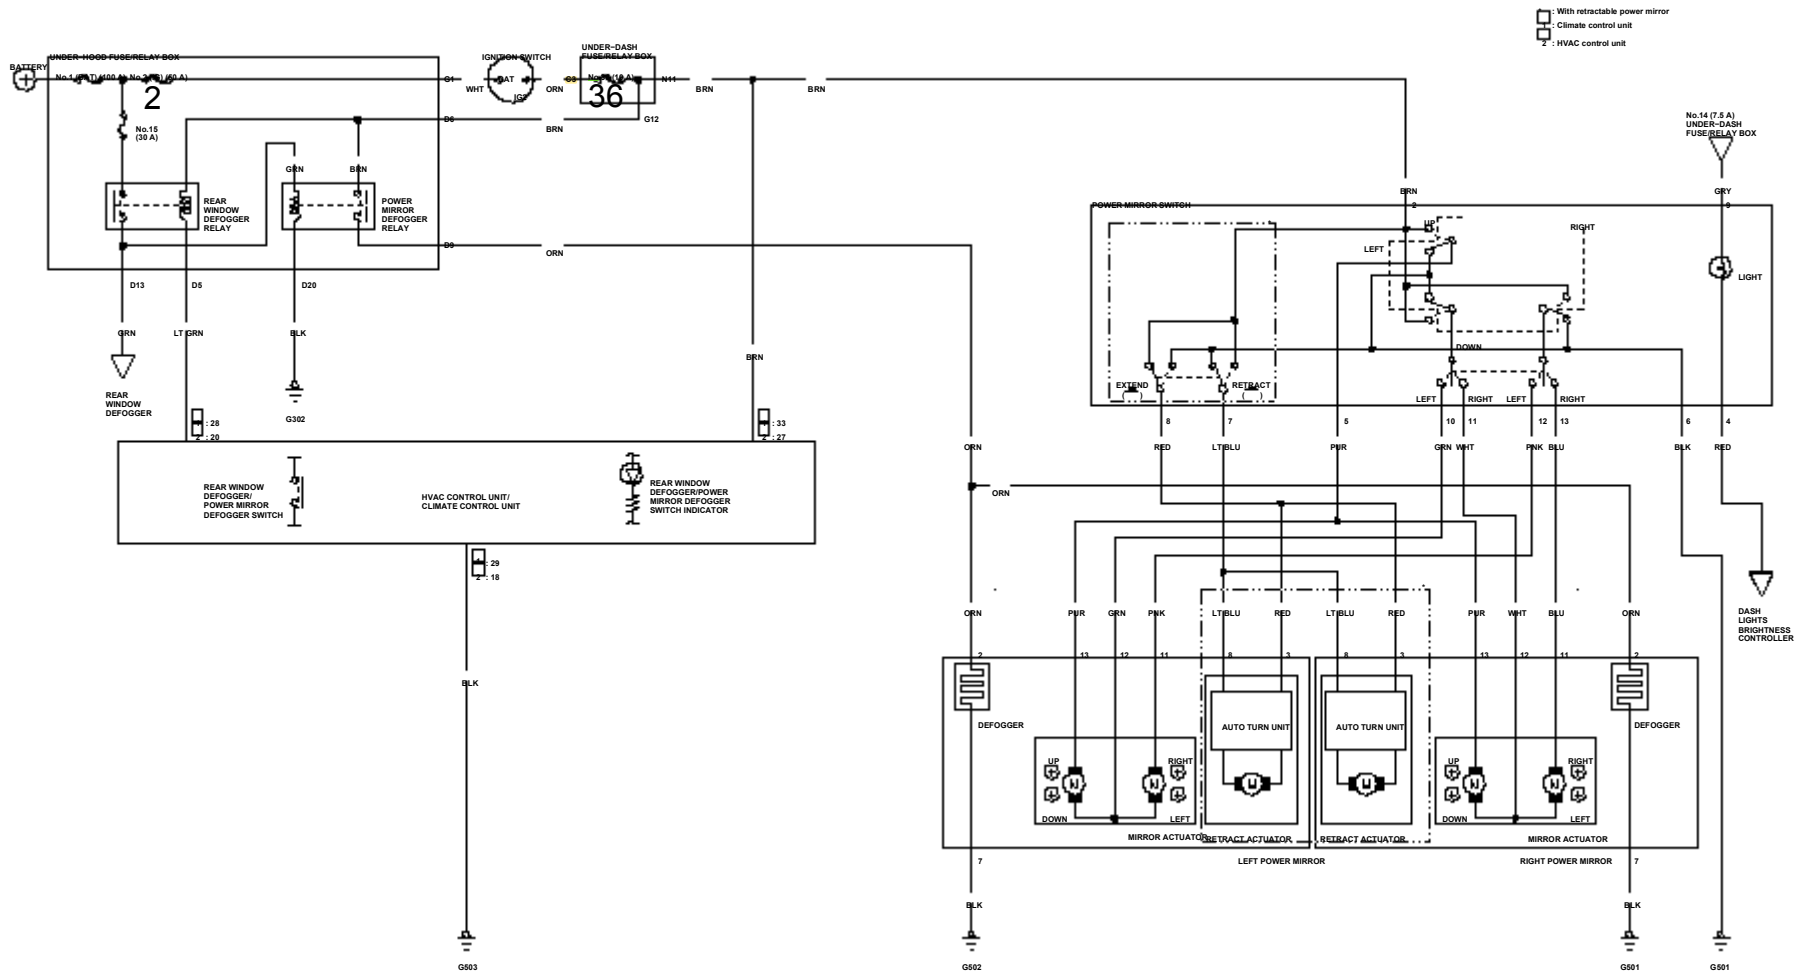 : With retractable power mirror
: Climate control unit
2 : HVAC control unit
UNDER-HOOD FUSE/RELAY BOX
BATTERY
2
No.15
(30 A)
IGNITION SWITCH
BAT
IG2
UNDER-DASH
FUSE/RELAY BOX
36
G1
WHT
ORN
N11
BRN
BRN
D6
BRN
G12
No.14 (7.5 A)
UNDER-DASH
FUSE/RELAY BOX
GRN
BRN
REAR
WINDOW
DEFOGGER
RELAY
POWER
MIRROR
DEFOGGER
RELAY
D9
ORN
BRN
GRY
POWER MIRROR SWITCH
2
9
UP
LEFT
RIGHT
LIGHT
DOWN
EXTEND
RETRACT
LEFT
RIGHT
LEFT
RIGHT
D13
D5
D20
GRN
LT GRN
BLK
BRN
REAR
WINDOW
DEFOGGER
G302
: 28
2 : 20
: 33
2 : 27
8
7
5
10
11
12
13
6
4
ORN
RED
LT BLU
PUR
GRN
WHT
PNK
BLU
BLK
RED
REAR WINDOW
DEFOGGER/
POWER MIRROR
DEFOGGER SWITCH
HVAC CONTROL UNIT/
CLIMATE CONTROL UNIT
REAR WINDOW
DEFOGGER/POWER
MIRROR DEFOGGER
SWITCH INDICATOR
ORN
: 29
2 : 18
DASH
LIGHTS
BRIGHTNESS
CONTROLLER
ORN
PUR
GRN
PNK
LT BLU
RED
LT BLU
RED
PUR
WHT
BLU
ORN
2
13
12
11
8
3
8
3
13
12
11
2
BLK
DEFOGGER
AUTO TURN UNIT
AUTO TURN UNIT
DEFOGGER
UP
RIGHT
UP
RIGHT
DOWN
LEFT
DOWN
LEFT
MIRROR ACTUATOR
RETRACT ACTUATOR
RETRACT ACTUATOR
MIRROR ACTUATOR
7
LEFT POWER MIRROR
RIGHT POWER MIRROR
7
BLK
BLK
G503
G502
G501
G501